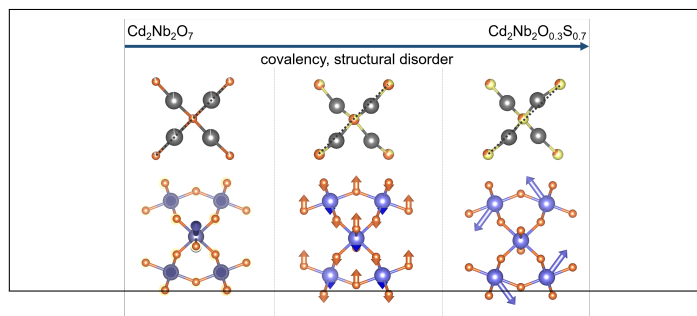 Cd₂Nb₂O₇
Cd₂Nb₂O₀.₃S₀.₇
covalency, structural disorder